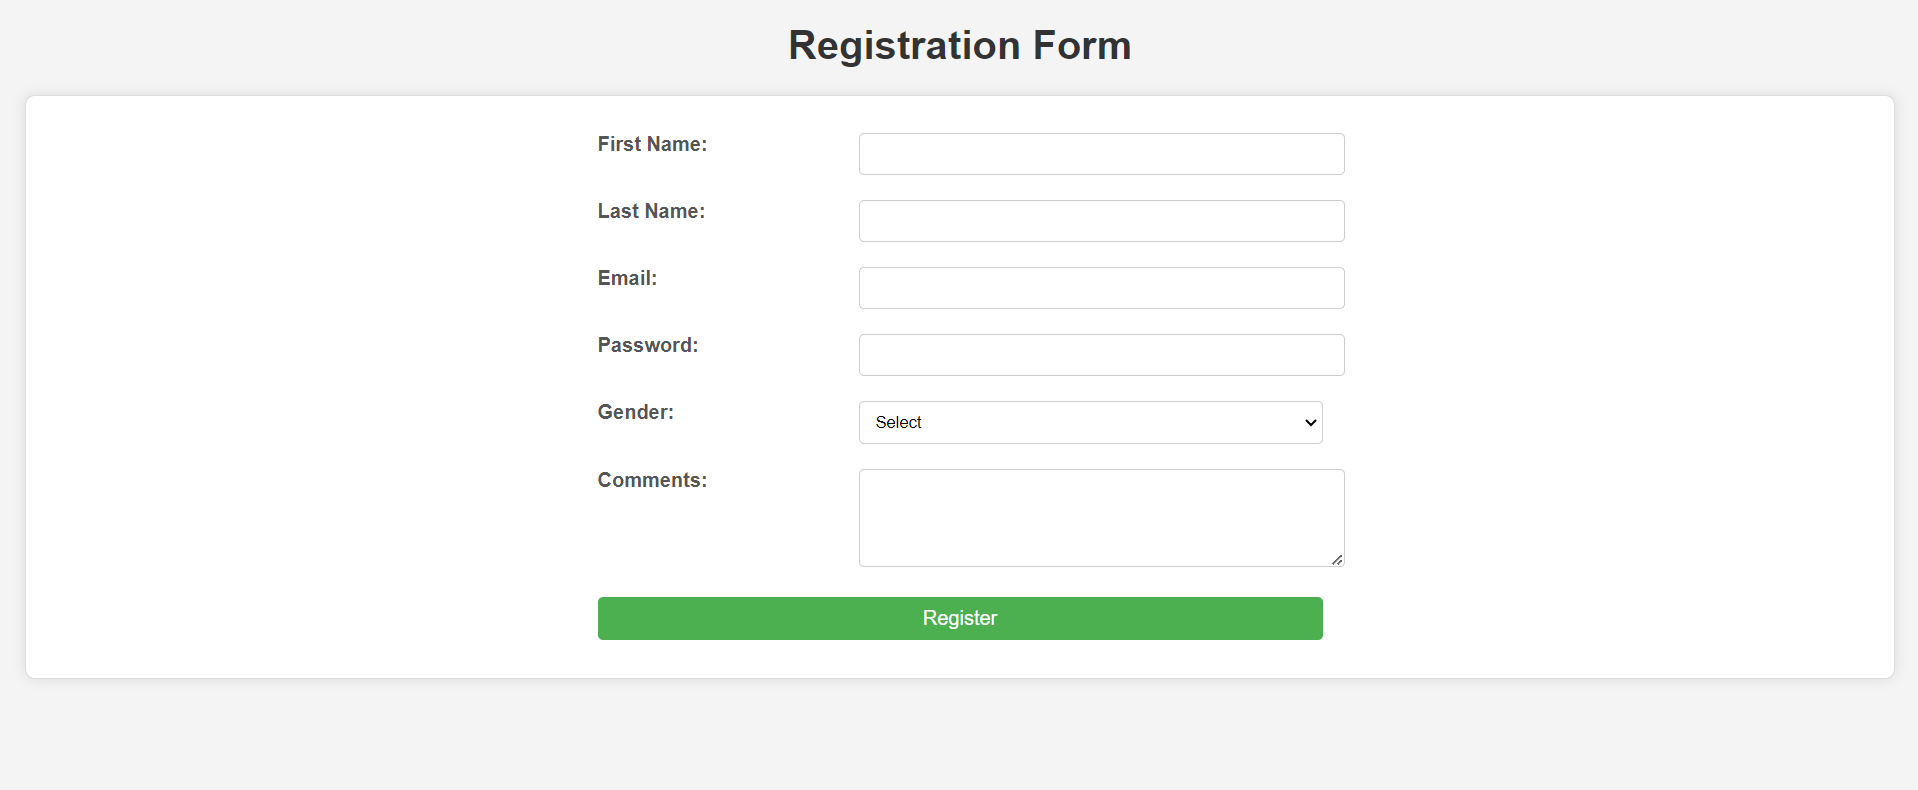 Registration Form
First Name:
Last Name:
Email:
Password:
Gender:
Select
Comments:
Register